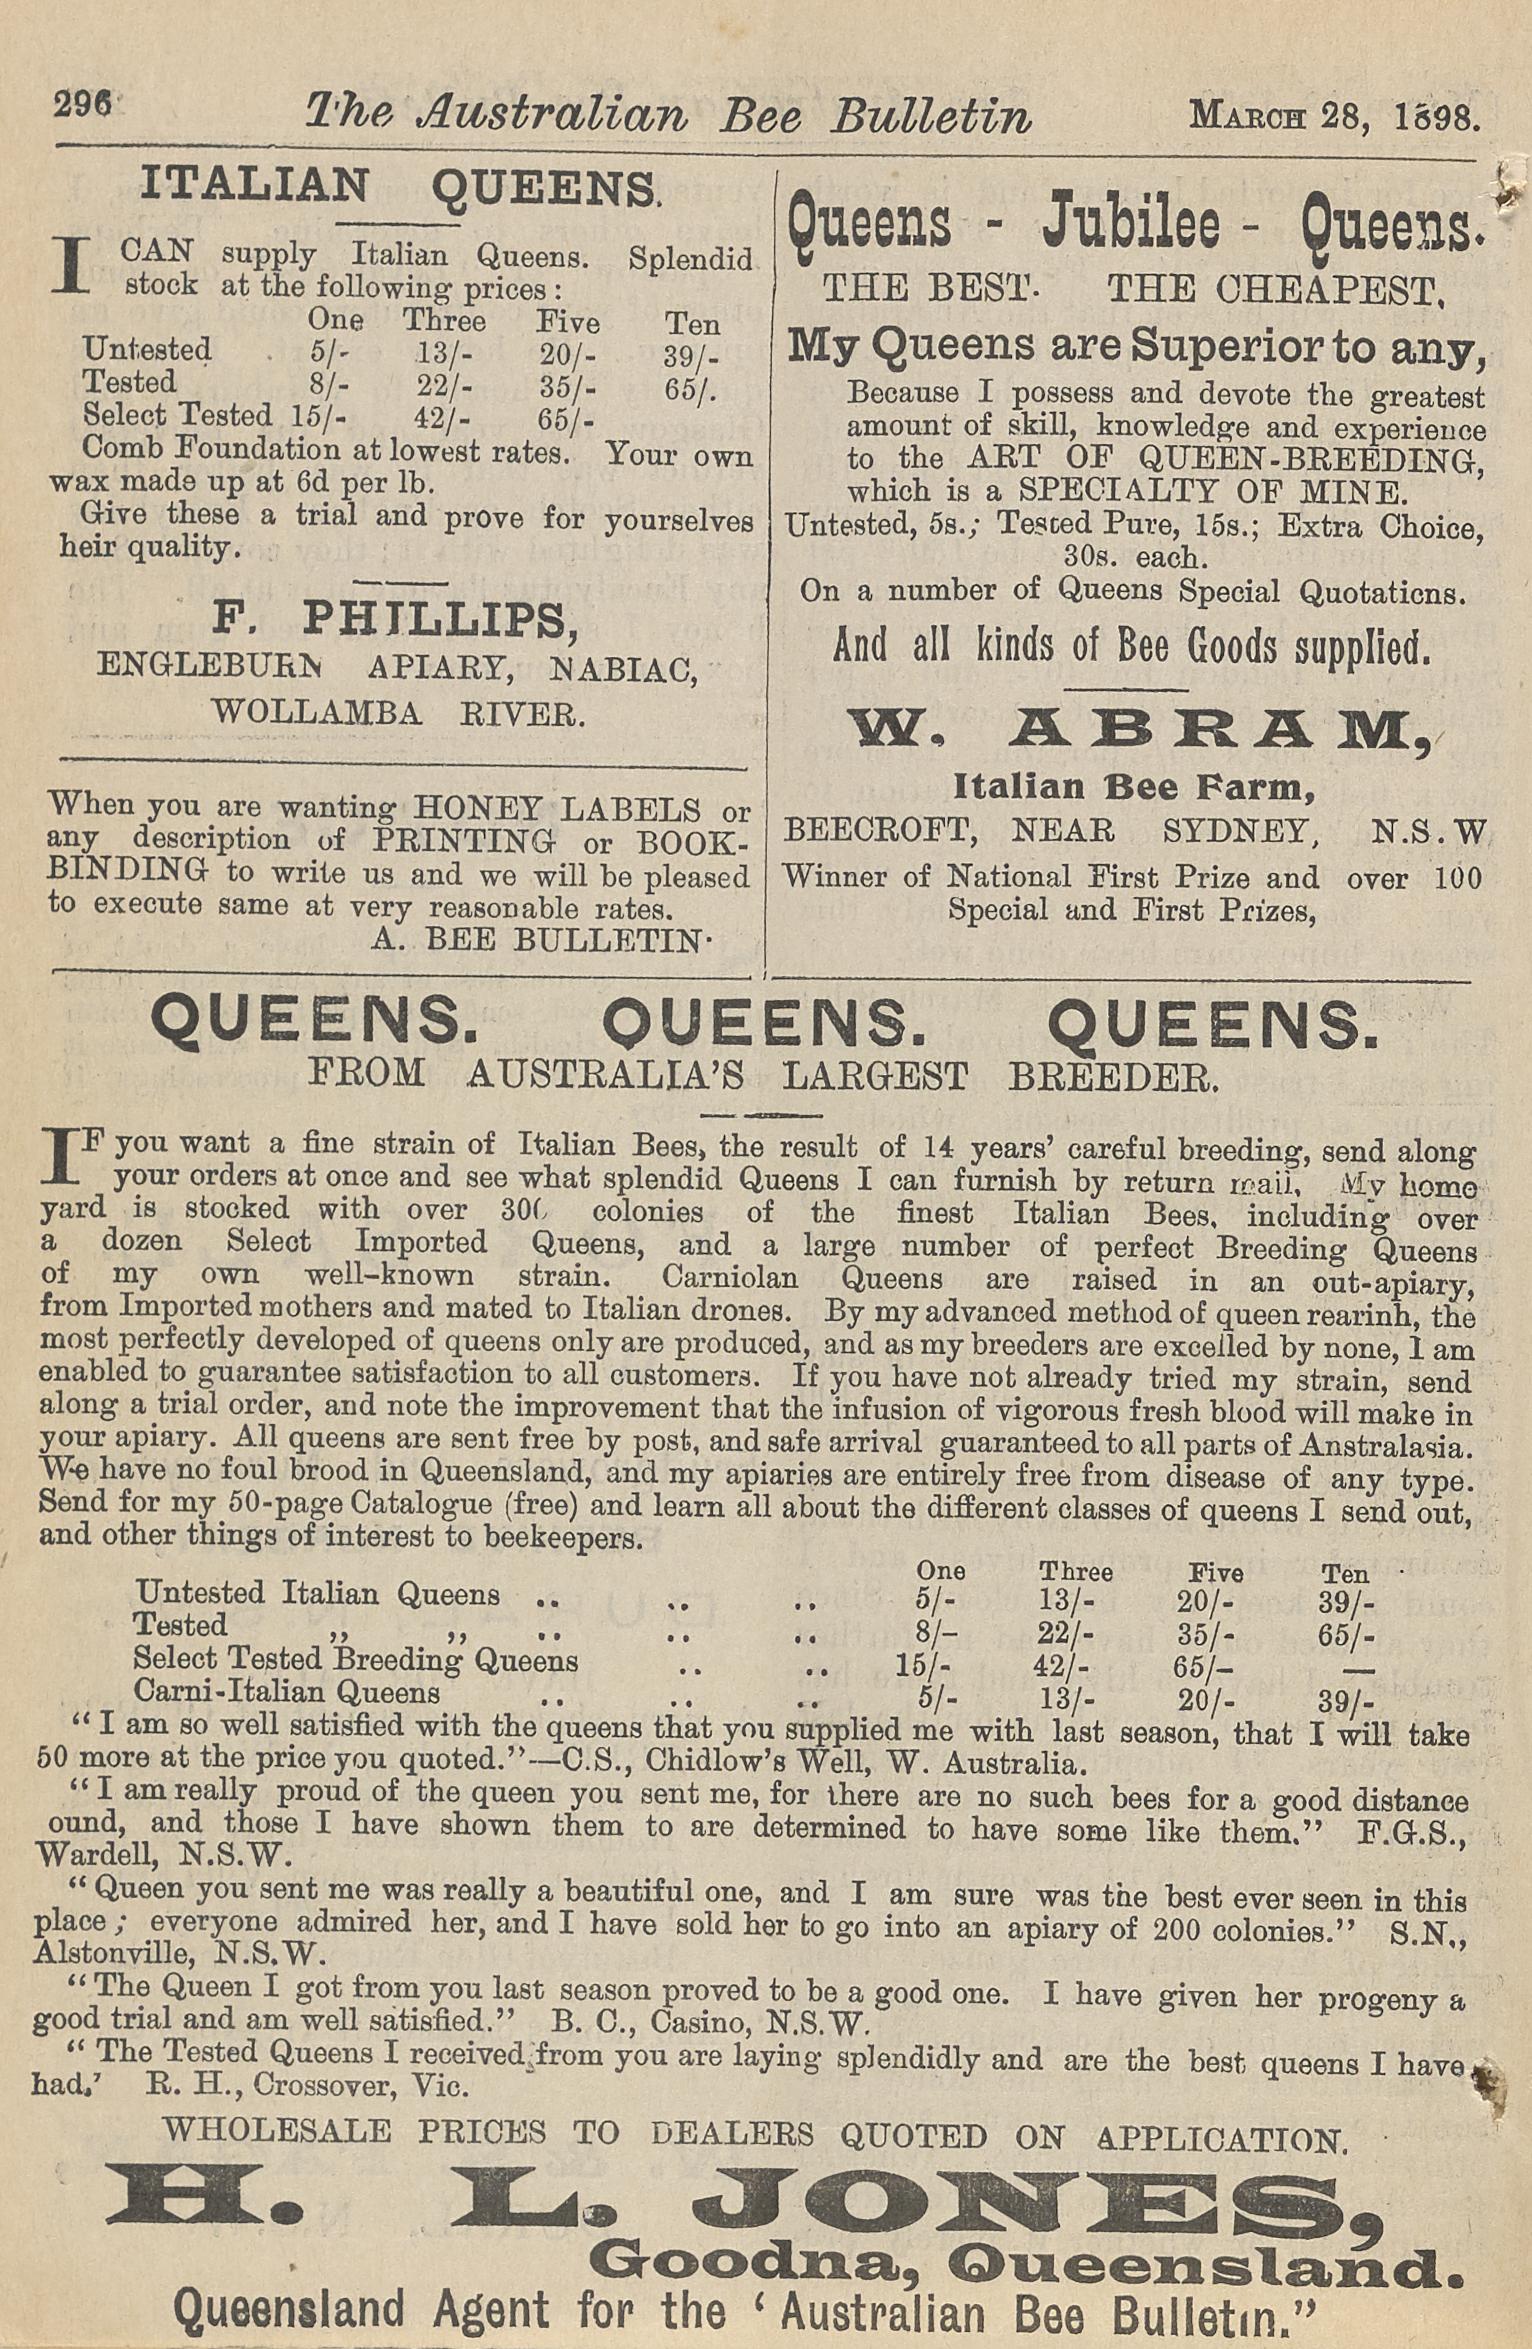 296 The Australian Bee Bulletin MARCH 28, 1898.
ITALIAN QUEENS.
I CAN supply Italian Queens. Splendid
stock at the following prices:
One Three Five Ten
Untested 5/- 13/- 20/- 39/-
Tested 8/- 22/- 35/- 65/.
Select Tested 15/- 42/- 65/-
Comb Foundation at lowest rates. Your own
wax made up at 6d per lb.
Give these a trial and prove for yourselves
heir quality.
F. PHILLIPS,
ENGLEBURN APIARY, NABIAC,
WOLLAMBA RIVER.
When you are wanting HONEY LABELS or
any description of PRINTING or BOOK-
BINDING to write us and we will be pleased
to execute same at very reasonable rates.
A. BEE BULLETIN.
Queens - Jubilee - Queens.
THE BEST. THE CHEAPEST.
My Queens are Superior to any,
Because I possess and devote the greatest
amount of skill, knowledge and experience
to the ART OF QUEEN-BREEDING,
which is a SPECIALTY OF MINE.
Untested, 5s.; Tested Pure, 15s.; Extra Choice,
30s. each.
On a number of Queens Special Quotations.
And all kinds of Bee Goods supplied.
W. ABRAM,
Italian Bee Farm,
BEECROFT, NEAR SYDNEY, N.S.W
Winner of National First Prize and over 100
Special and First Prizes,
QUEENS. QUEENS. QUEENS.
FROM AUSTRALIA'S LARGEST BREEDER.
IF you want a fine strain of Italian Bees, the result of 14 years' careful breeding, send along
your orders at once and see what splendid Queens I can furnish by return mail. My home
yard is stocked with over 300 colonies of the finest Italian Bees, including over
a dozen Select Imported Queens, and a large number of perfect Breeding Queens
of my own well-known strain. Carniolan Queens are raised in an out-apiary,
from Imported mothers and mated to Italian drones. By my advanced method of queen rearinh, the
most perfectly developed of queens only are produced, and as my breeders are excelled by none, I am
enabled to guarantee satisfaction to all customers. If you have not already tried my strain, send
along a trial order, and note the improvement that the infusion of vigorous fresh blood will make in
your apiary. All queens are sent free by post, and safe arrival guaranteed to all parts of Anstralasia.
We have no foul brood in Queensland, and my apiaries are entirely free from disease of any type.
Send for my 50-page Catalogue (free) and learn all about the different classes of queens I send out,
and other things of interest to beekeepers.
One Three Five Ten
Untested Italian Queens .. .. .. 5/- 13/- 20/- 39/-
Tested ,, ,, .. .. .. 8/- 22/- 35/- 65/-
Select Tested Breeding Queens .. .. 15/- 42/- 65/- —
Carni-Italian Queens .. .. .. 5/- 13/- 20/- 39/-
"I am so well satisfied with the queens that you supplied me with last season, that I will take
50 more at the price you quoted."—C.S., Chidlow's Well, W. Australia.
"I am really proud of the queen you sent me, for there are no such bees for a good distance
ound, and those I have shown them to are determined to have some like them." F.G.S.,
Wardell, N.S.W.
"Queen you sent me was really a beautiful one, and I am sure was the best ever seen in this
place; everyone admired her, and I have sold her to go into an apiary of 200 colonies." S.N.,
Alstonville, N.S.W.
"The Queen I got from you last season proved to be a good one. I have given her progeny a
good trial and am well satisfied." B. C., Casino, N.S.W.
"The Tested Queens I received from you are laying splendidly and are the best queens I have
had.' R. H., Crossover, Vic.
WHOLESALE PRICES TO DEALERS QUOTED ON APPLICATION.
H. L. JONES,
Goodna, Queensland.
Queensland Agent for the 'Australian Bee Bulletin."